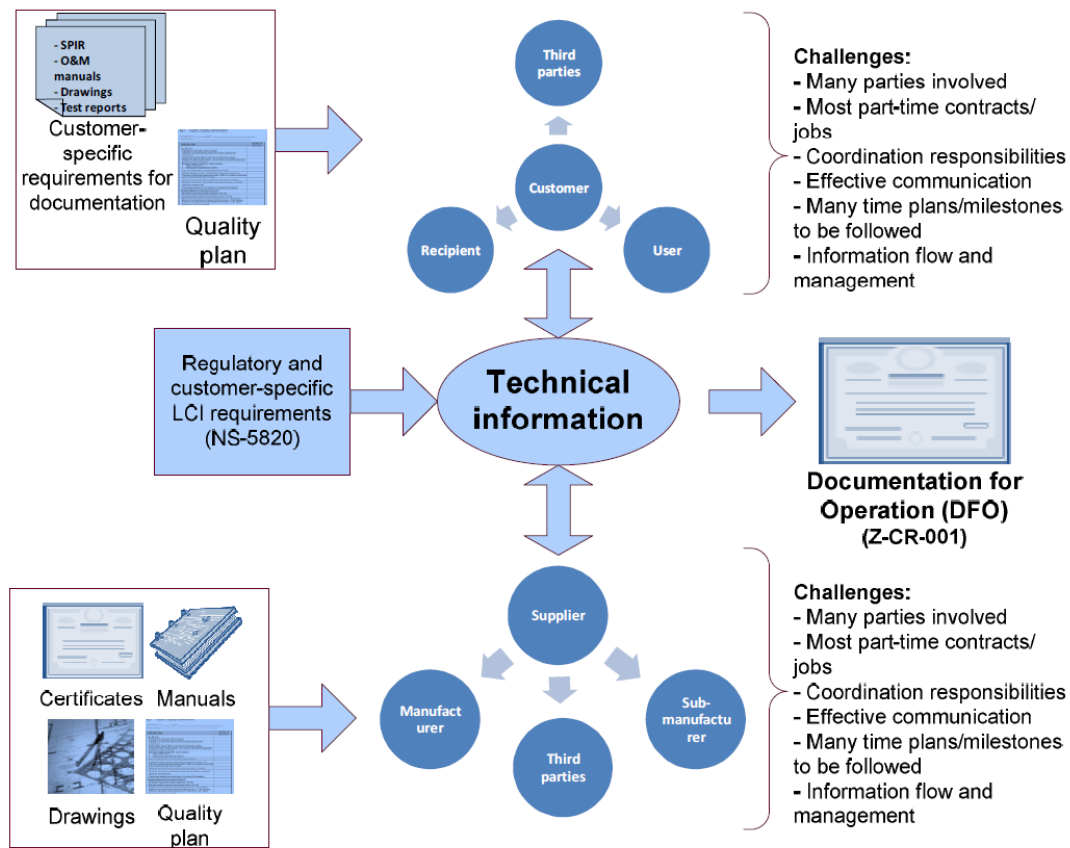 - SPIR
- O&M
manuals
- Drawings
- Test reports
Customer-
specific
requirements for
documentation
Quality
plan
Third
parties
Customer
Recipient
User
Challenges:
- Many parties involved
- Most part-time contracts/
jobs
- Coordination responsibilities
- Effective communication
- Many time plans/milestones
to be followed
- Information flow and
management
Regulatory and
customer-specific
LCI requirements
(NS-5820)
Technical
information
Documentation for
Operation (DFO)
(Z-CR-001)
Certificates
Manuals
Drawings
Quality
plan
Supplier
Manufact
urer
Third
parties
Sub-
manufactu
rer
Challenges:
- Many parties involved
- Most part-time contracts/
jobs
- Coordination responsibilities
- Effective communication
- Many time plans/milestones
to be followed
- Information flow and
management